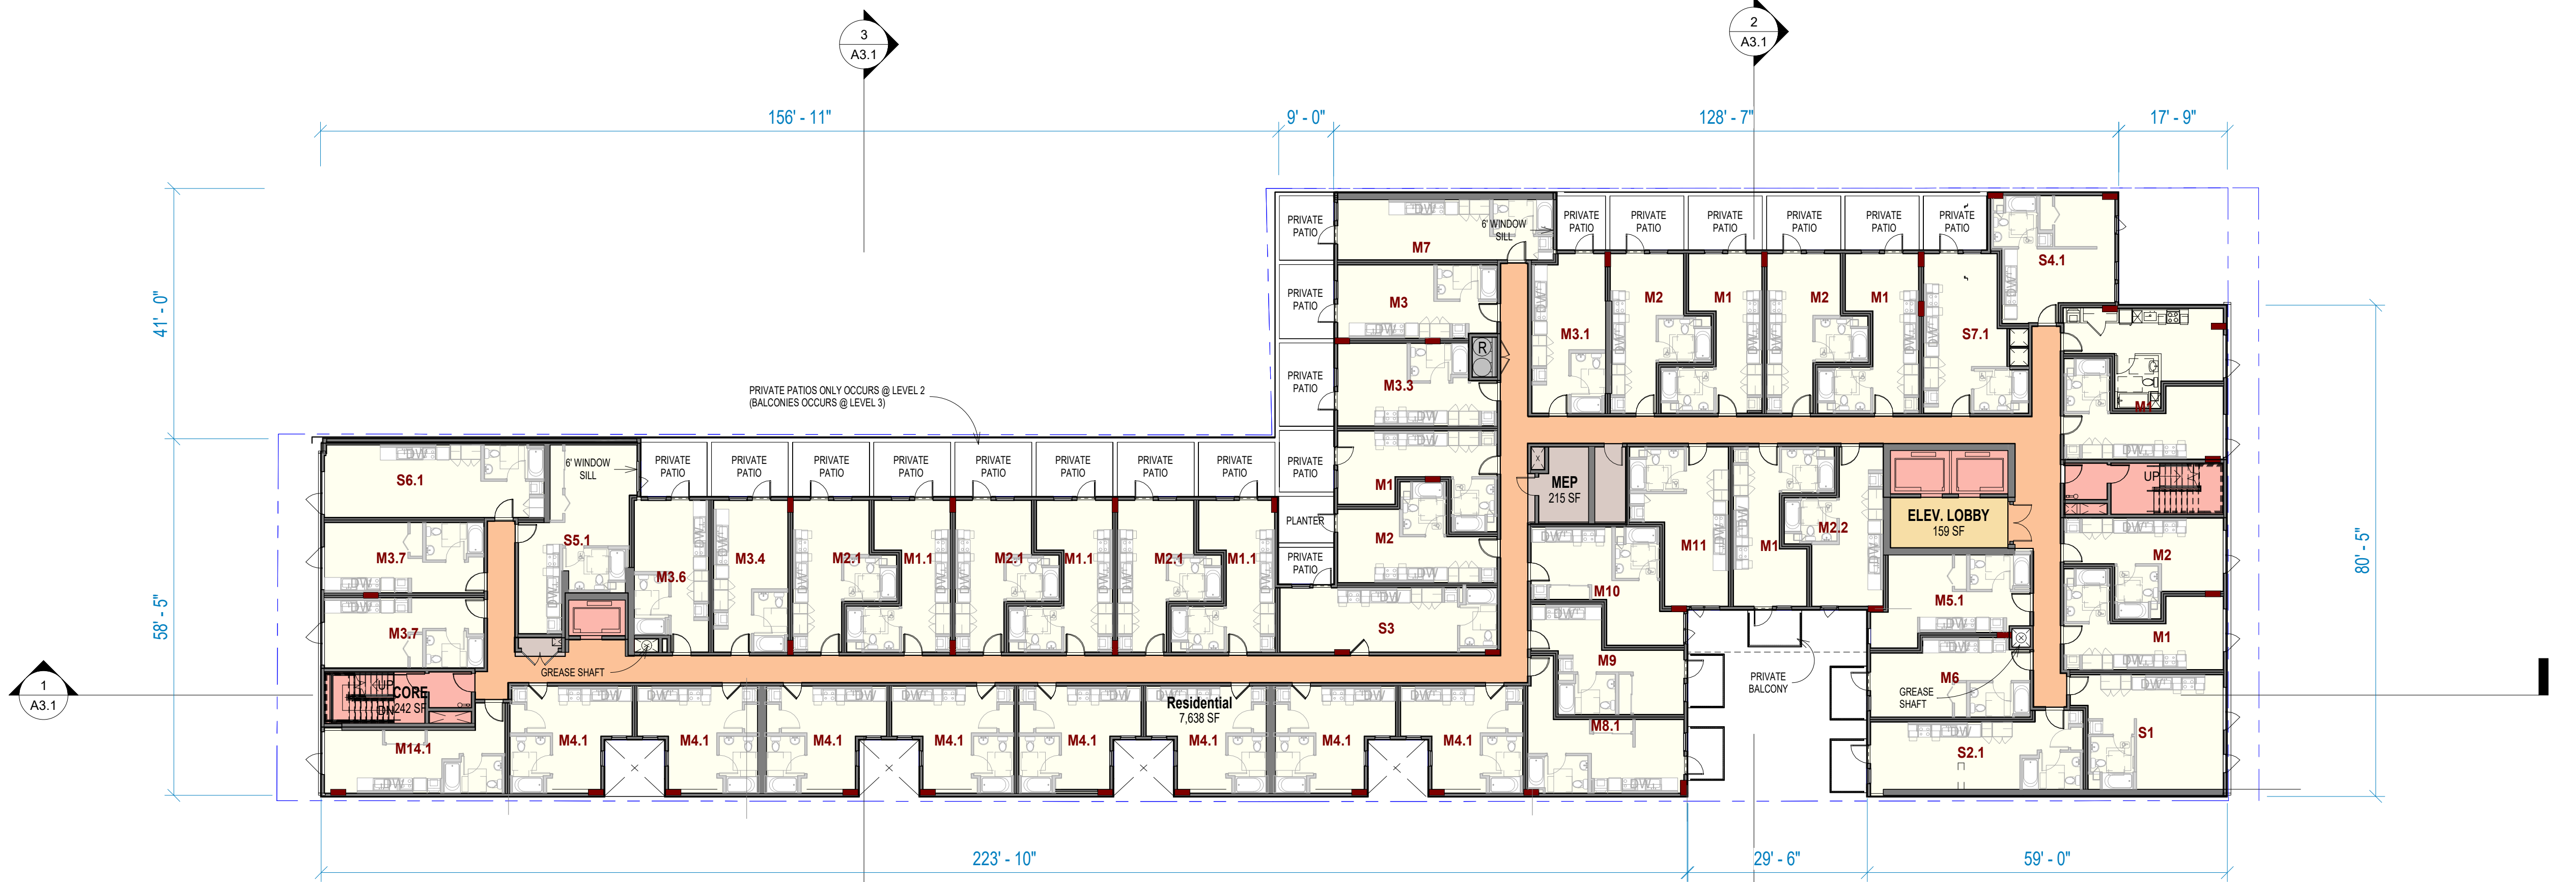 3
A3.1
2
A3.1
156' - 11"
9' - 0"
128' - 7"
17' - 9"
PRIVATE
PATIO
M7
6' WINDOW
SILL
PRIVATE
PATIO
PRIVATE
PATIO
PRIVATE
PATIO
PRIVATE
PATIO
PRIVATE
PATIO
PRIVATE
PATIO
S4.1
41' - 0"
PRIVATE
PATIO
M3
M3.1
M2
M1
M2
M1
S7.1
R
PRIVATE
PATIO
M3.3
M1
PRIVATE PATIOS ONLY OCCURS @ LEVEL 2
(BALCONIES OCCURS @ LEVEL 3)
S6.1
6' WINDOW
SILL
PRIVATE
PATIO
PRIVATE
PATIO
PRIVATE
PATIO
PRIVATE
PATIO
PRIVATE
PATIO
PRIVATE
PATIO
PRIVATE
PATIO
PRIVATE
PATIO
PRIVATE
PATIO
M1
MEP
215 SF
UP
PLANTER
ELEV. LOBBY
159 SF
80' - 5"
M3.7
S5.1
M3.6
M3.4
M2.1
M1.1
M2.1
M1.1
M2.1
M1.1
PRIVATE
PATIO
M2
M11
M1
M2.2
M2
58' - 5"
M3.7
S3
M10
M5.1
M1
GREASE SHAFT
M9
PRIVATE
BALCONY
M6
GREASE
SHAFT
1
A3.1
UP
CORE
242 SF
DN
Residential
7,638 SF
M14.1
M4.1
M4.1
M4.1
M4.1
M4.1
M4.1
M4.1
M4.1
M8.1
S2.1
S1
223' - 10"
29' - 6"
59' - 0"